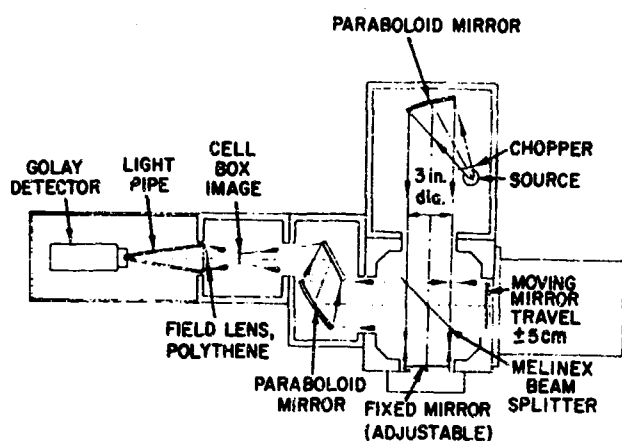 PARABOLOID MIRROR
GOLAY
DETECTOR
LIGHT
PIPE
CELL
BOX
IMAGE
3 in.
dia.
CHOPPER
SOURCE
FIELD LENS,
POLYTHENE
PARABOLOID
MIRROR
FIXED MIRROR
(ADJUSTABLE)
MOVING
MIRROR
TRAVEL
±5cm
MELINEX
BEAM
SPLITTER